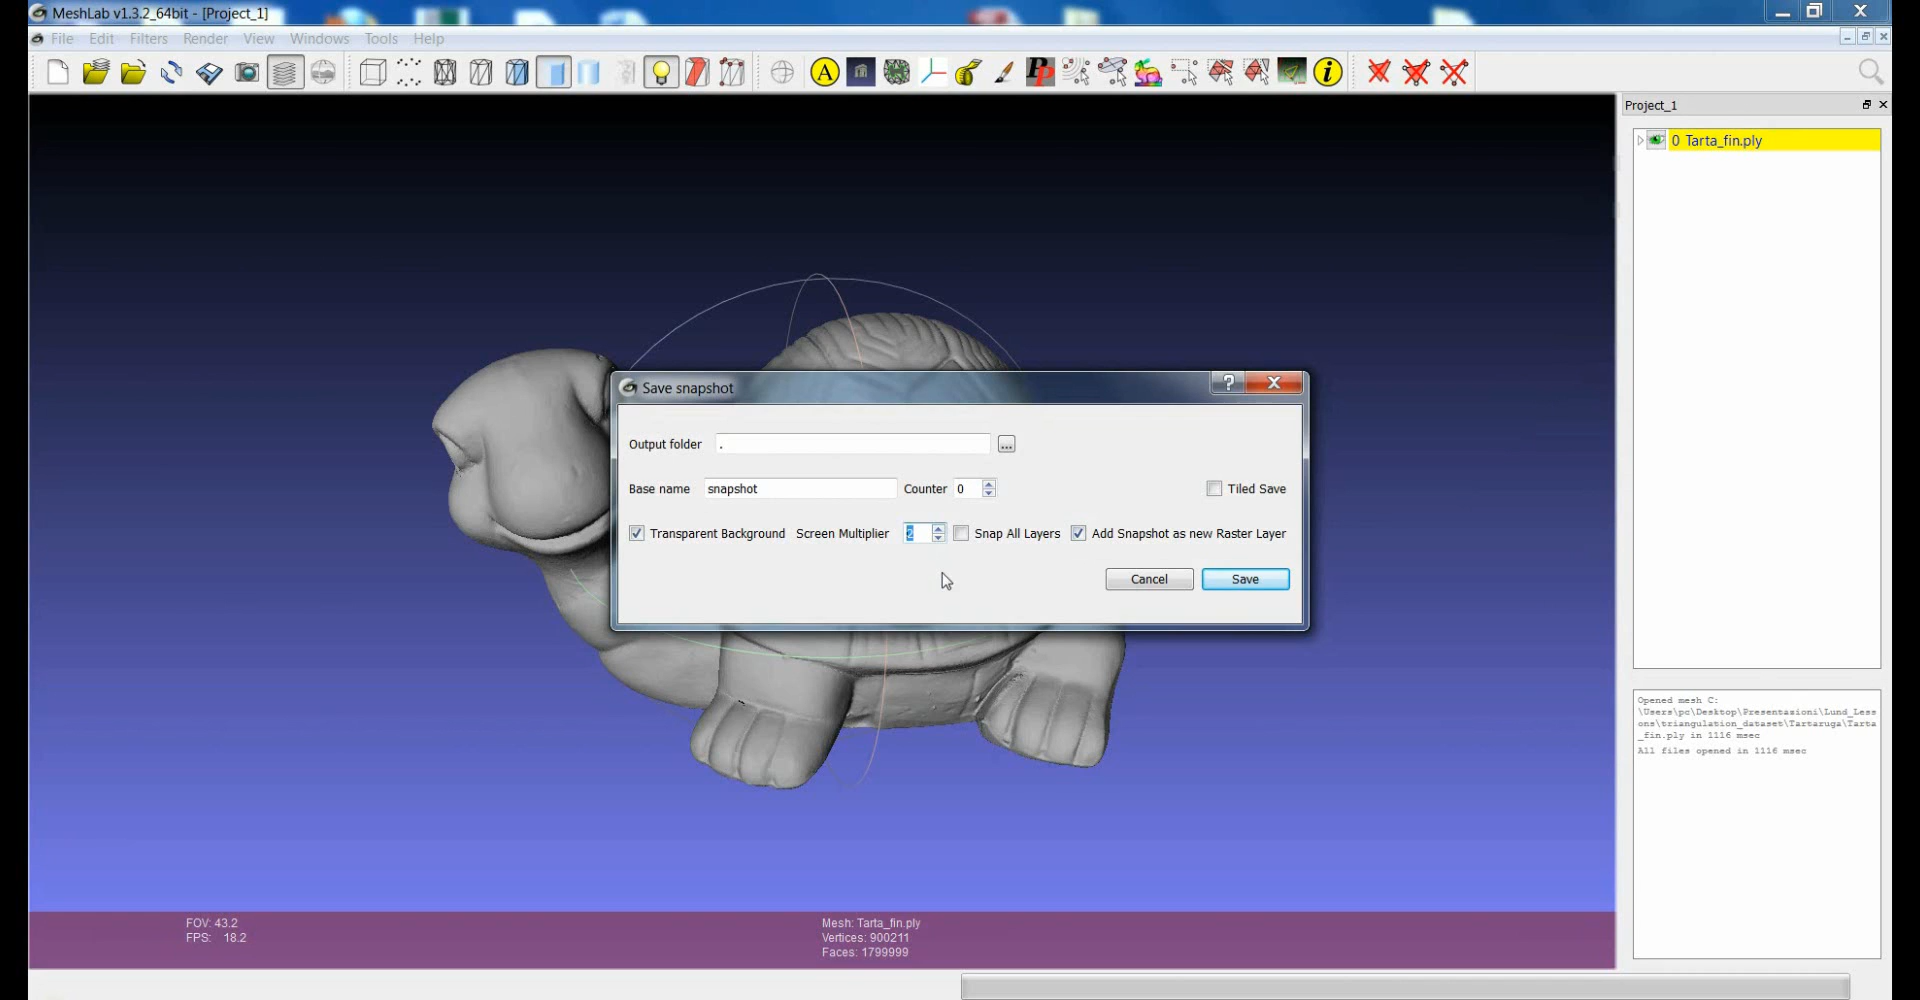 MeshLab v1.3.2_64bit - [Project_1]
File Edit Filters Render View Windows Tools Help
A
PP
i
Project_1
0 Tarta_fin.ply
Save snapshot
?
Output folder .
...
Base name snapshot Counter 0 Tiled Save
Transparent Background Screen Multiplier 2 Snap All Layers Add Snapshot as new Raster Layer
Cancel Save
Opened mesh C:
\Users\pc\Desktop\Presentazioni\Lund_Less
ons\triangulation_dataset\Tartaruga\Tarta
_fin.ply in 1116 msec
All files opened in 1116 msec
FOV: 43.2
FPS: 18.2
Mesh: Tarta_fin.ply
Vertices: 900211
Faces: 1799999